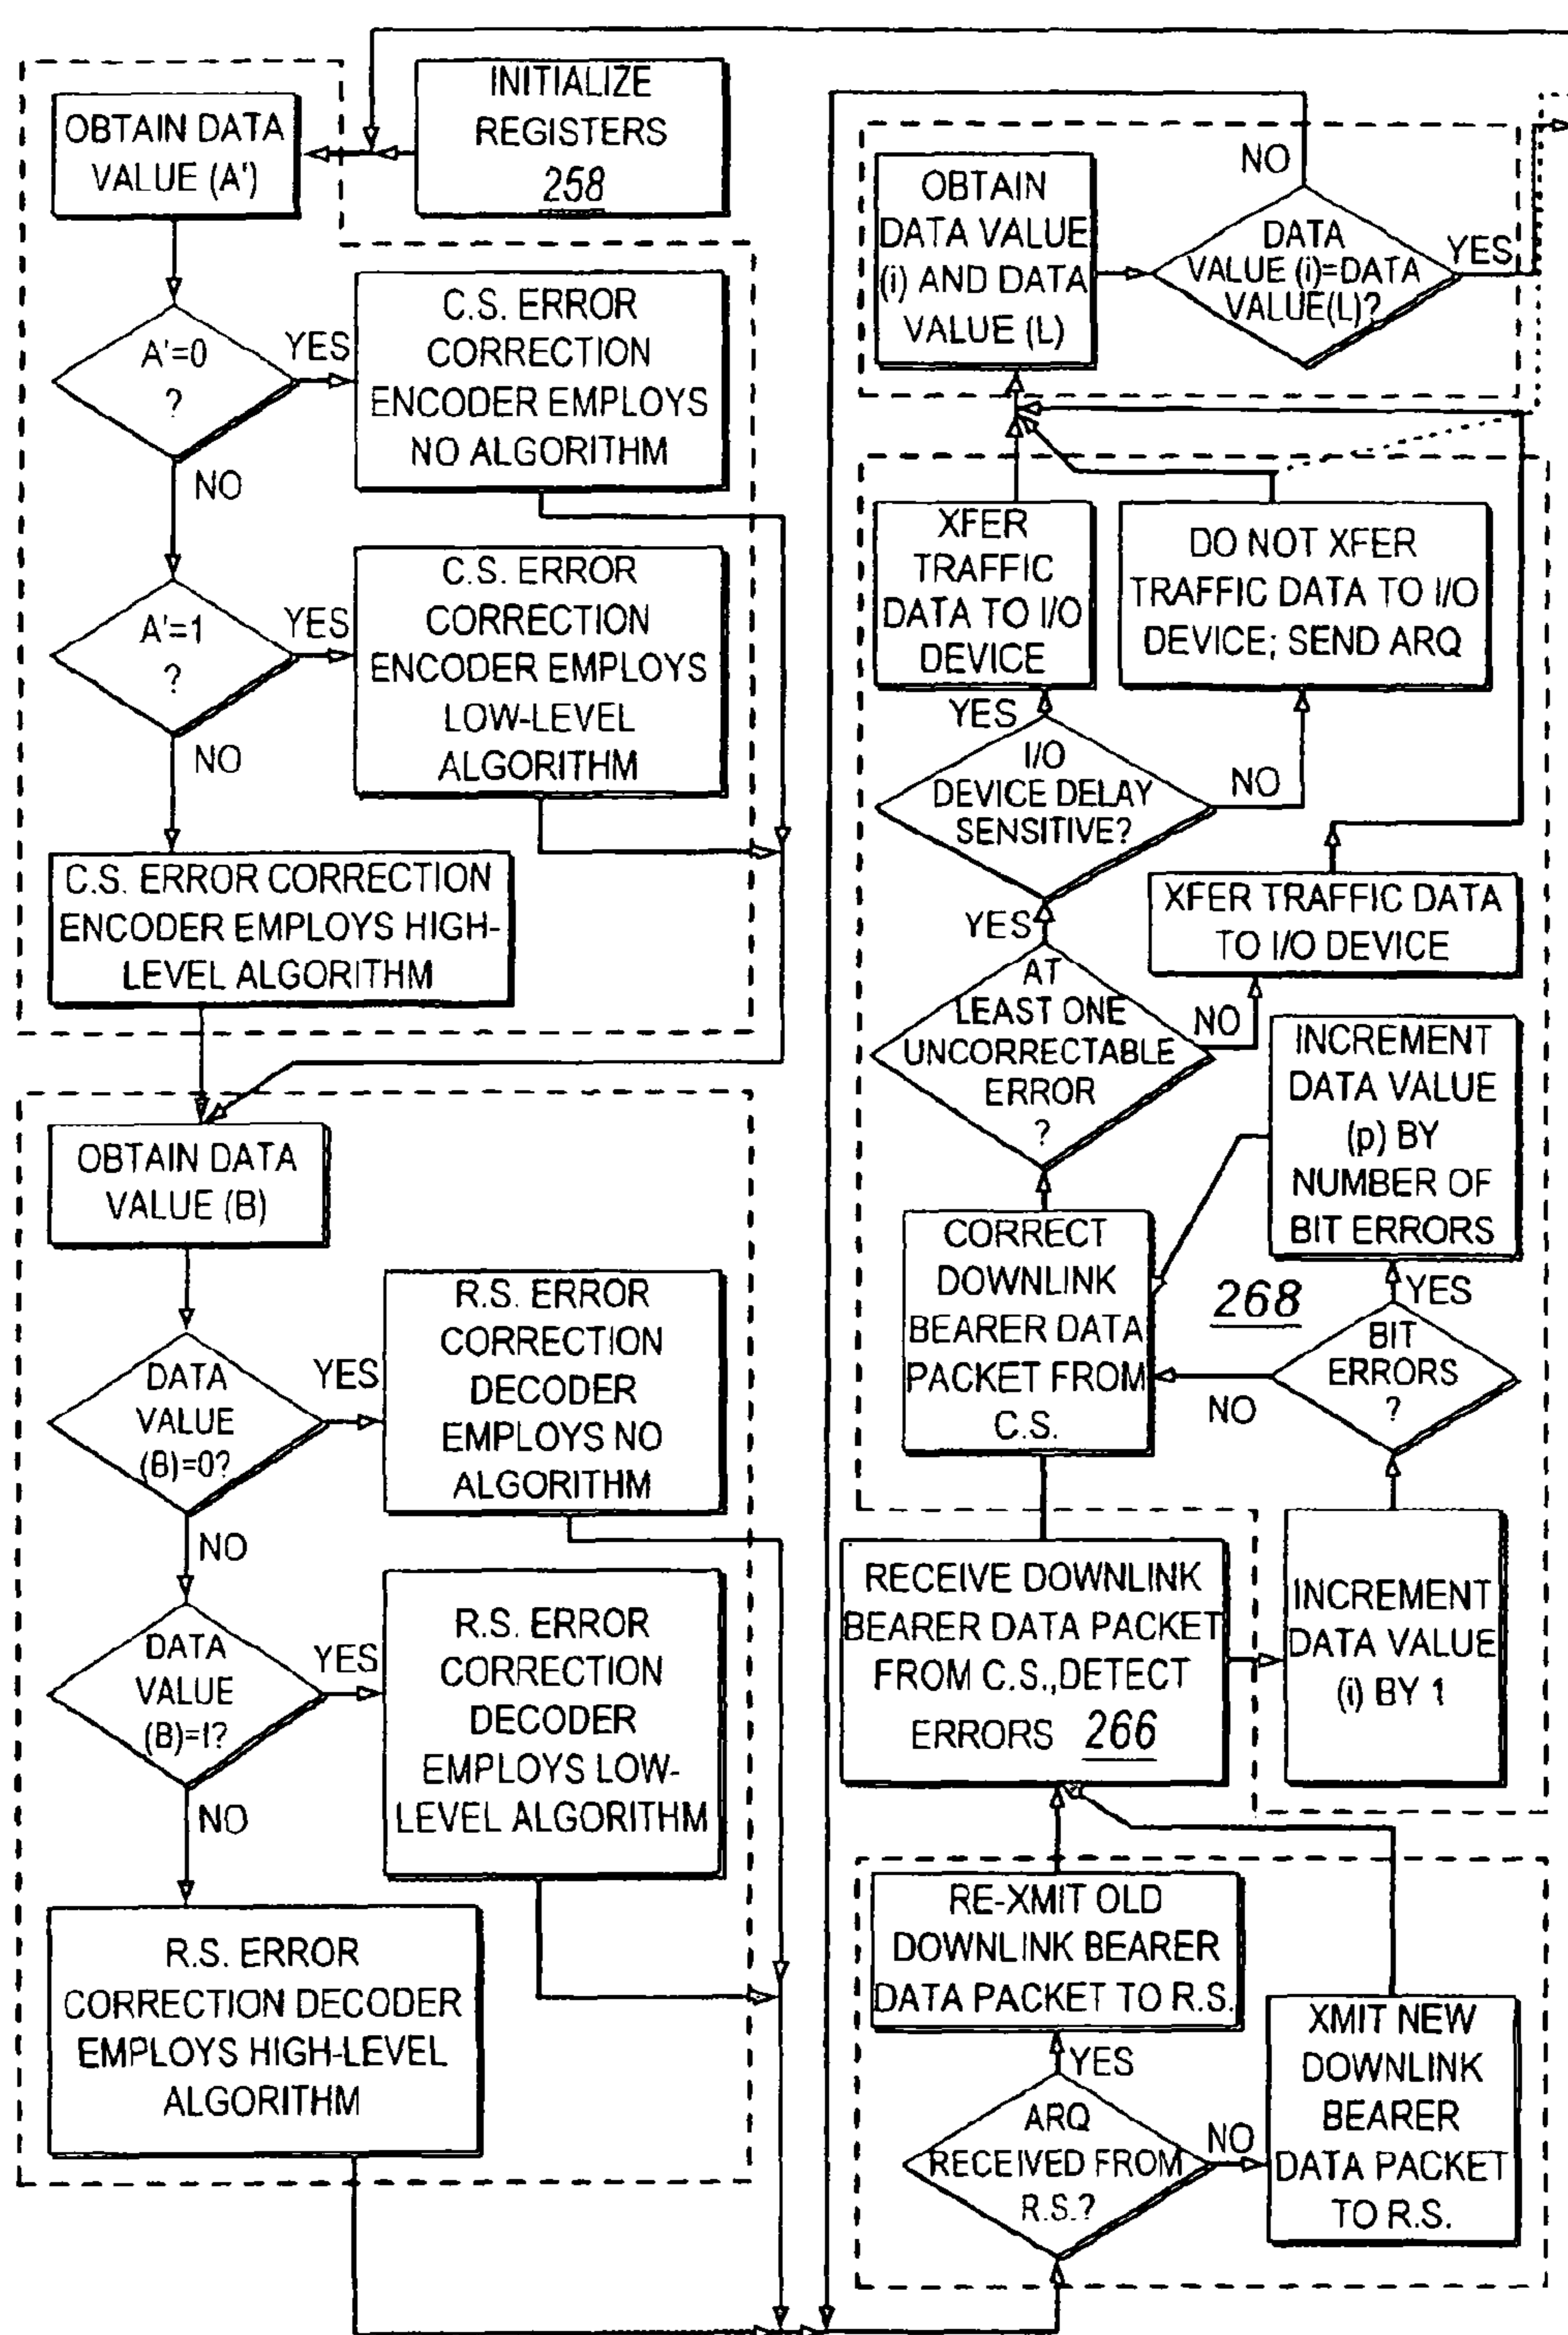 INITIALIZE
REGISTERS
258
OBTAIN DATA
VALUE (A')
A'=0
?
YES
NO
C.S. ERROR
CORRECTION
ENCODER EMPLOYS
NO ALGORITHM
A'=1
?
YES
NO
C.S. ERROR
CORRECTION
ENCODER EMPLOYS
LOW-LEVEL
ALGORITHM
C.S. ERROR CORRECTION
ENCODER EMPLOYS HIGH-
LEVEL ALGORITHM
OBTAIN DATA
VALUE (B)
DATA
VALUE
(B)=0?
YES
NO
R.S. ERROR
CORRECTION
DECODER
EMPLOYS NO
ALGORITHM
DATA
VALUE
(B)=1?
YES
NO
R.S. ERROR
CORRECTION
DECODER
EMPLOYS LOW-
LEVEL ALGORITHM
R.S. ERROR
CORRECTION DECODER
EMPLOYS HIGH-LEVEL
ALGORITHM
OBTAIN
DATA VALUE
(i) AND DATA
VALUE (L)
NO
DATA
VALUE (i)=DATA
VALUE(L)?
YES
XFER
TRAFFIC
DATA TO I/O
DEVICE
DO NOT XFER
TRAFFIC DATA TO I/O
DEVICE; SEND ARQ
YES
I/O
DEVICE DELAY
SENSITIVE?
NO
XFER TRAFFIC DATA
TO I/O DEVICE
YES
AT
LEAST ONE
UNCORRECTABLE
ERROR
?
NO
INCREMENT
DATA VALUE
(p) BY
NUMBER OF
BIT ERRORS
CORRECT
DOWNLINK
BEARER DATA
PACKET FROM
C.S.
268
YES
BIT
ERRORS
?
NO
RECEIVE DOWNLINK
BEARER DATA PACKET
FROM C.S.,DETECT
ERRORS 266
INCREMENT
DATA VALUE
(i) BY 1
RE-XMIT OLD
DOWNLINK BEARER
DATA PACKET TO R.S.
YES
ARQ
RECEIVED FROM
R.S.?
NO
XMIT NEW
DOWNLINK
BEARER
DATA PACKET
TO R.S.